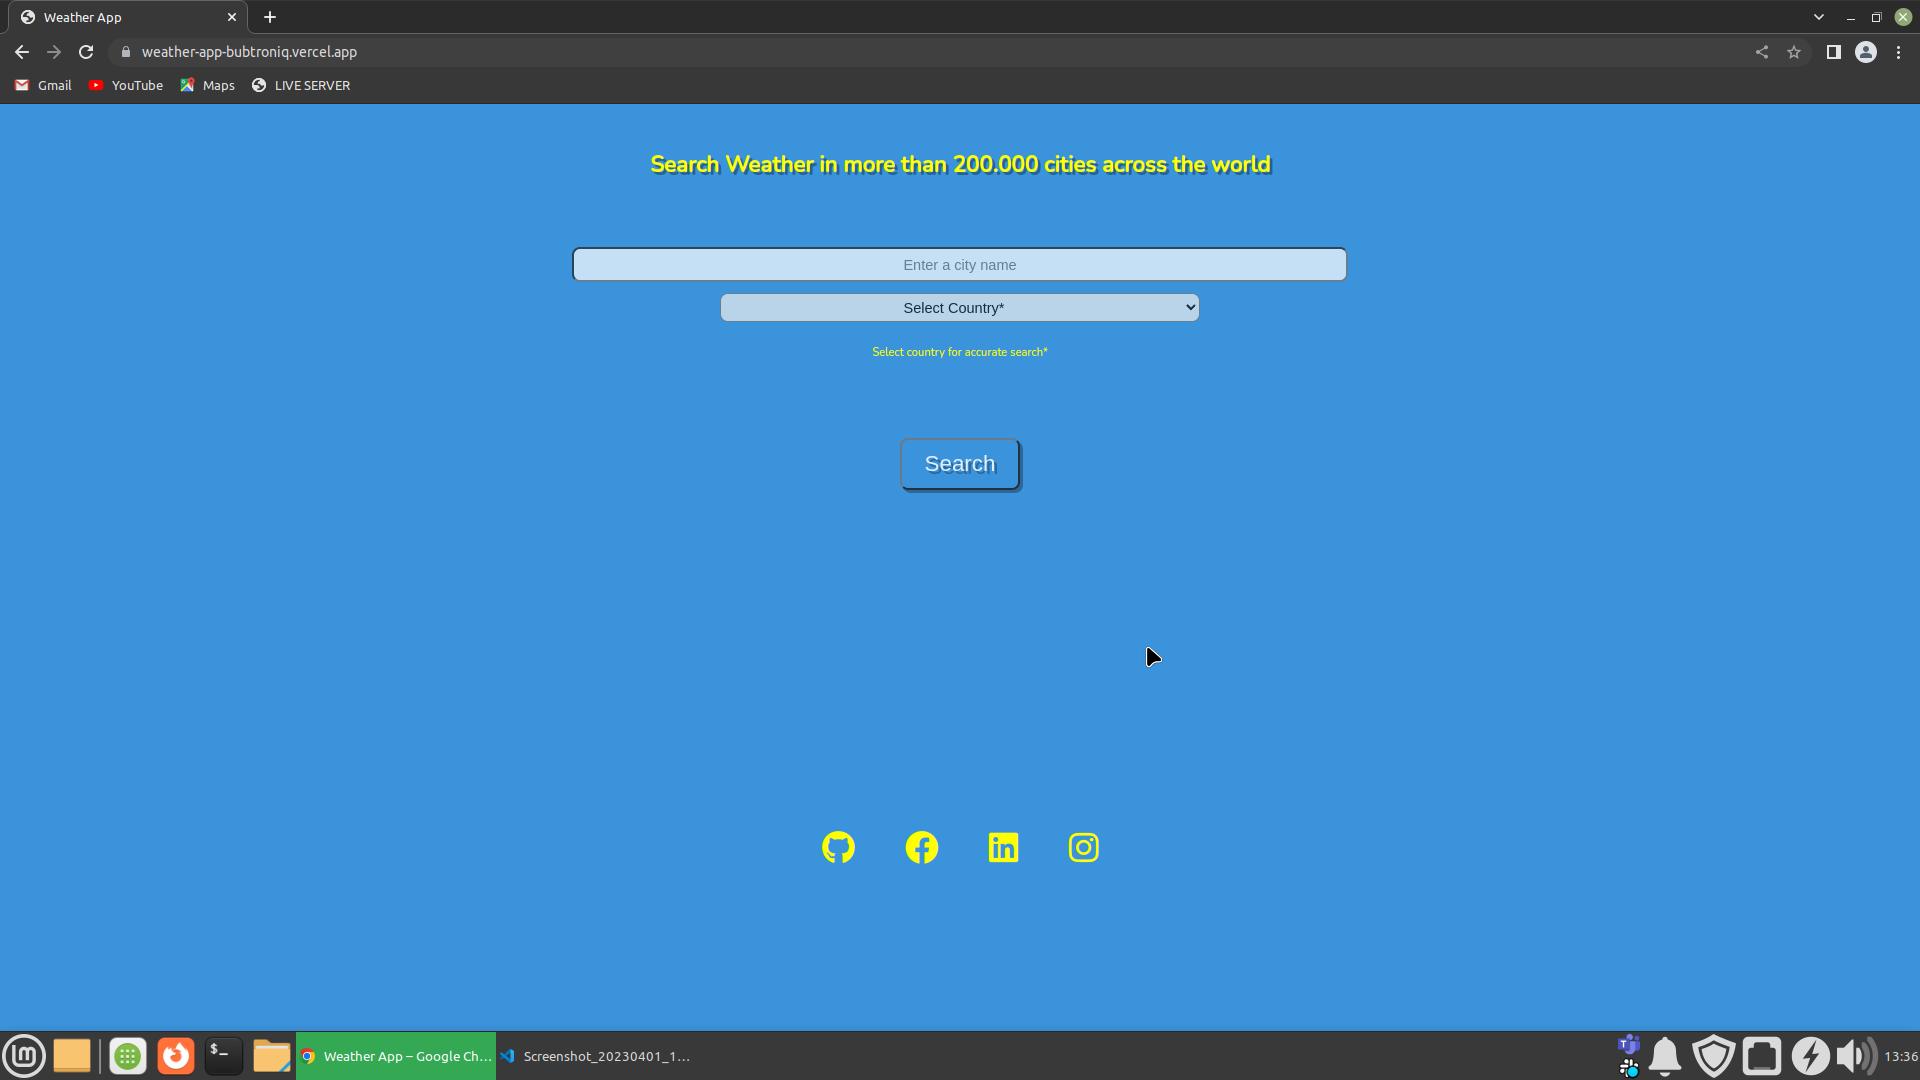 Weather App
weather-app-bubtroniq.vercel.app
Gmail
YouTube
Maps
LIVE SERVER
Search Weather in more than 200.000 cities across the world
Enter a city name
Select Country*
Select country for accurate search*
Search
Weather App – Google Ch...
Screenshot_20230401_1...
13:36